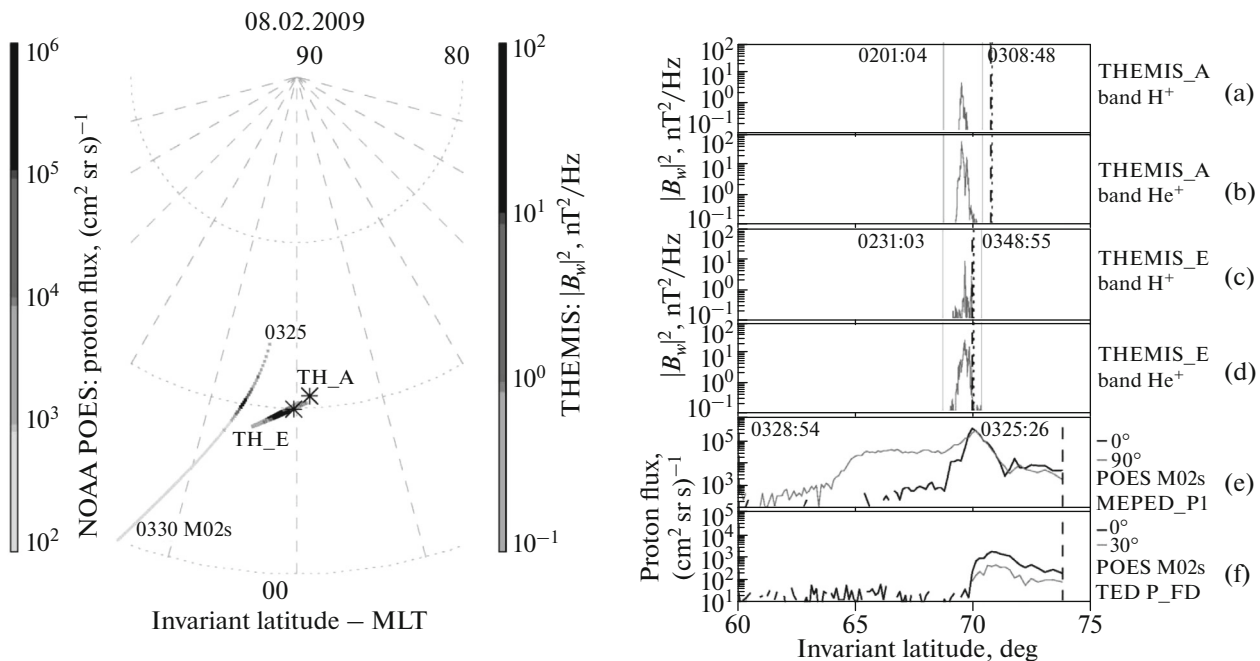 08.02.2009
90
80
10^6
10^5
10^4
10^3
10^2
NOAA POES: proton flux, (cm^2 sr s)^−1
10^2
10^1
10^0
10^−1
THEMIS: |B_w|^2, nT^2/Hz
0325
TH_A
TH_E
0330 M02s
00
Invariant latitude – MLT
|B_w|^2, nT^2/Hz
10^2
10^1
10^0
10^−1
0201:04
0308:48
THEMIS_A
band H^+
(a)
10^2
10^1
10^0
10^−1
THEMIS_A
band He^+
(b)
|B_w|^2, nT^2/Hz
10^2
10^1
10^0
10^−1
0231:03
0348:55
THEMIS_E
band H^+
(c)
10^2
10^1
10^0
10^−1
THEMIS_E
band He^+
(d)
Proton flux,
(cm^2 sr s)^−1
10^5
10^3
10^1
0328:54
0325:26
–0°
–90°
POES M02s
MEPED_P1
(e)
10^5
10^4
10^3
10^2
10^1
–0°
–30°
POES M02s
TED P_FD
(f)
60
65
70
75
Invariant latitude, deg